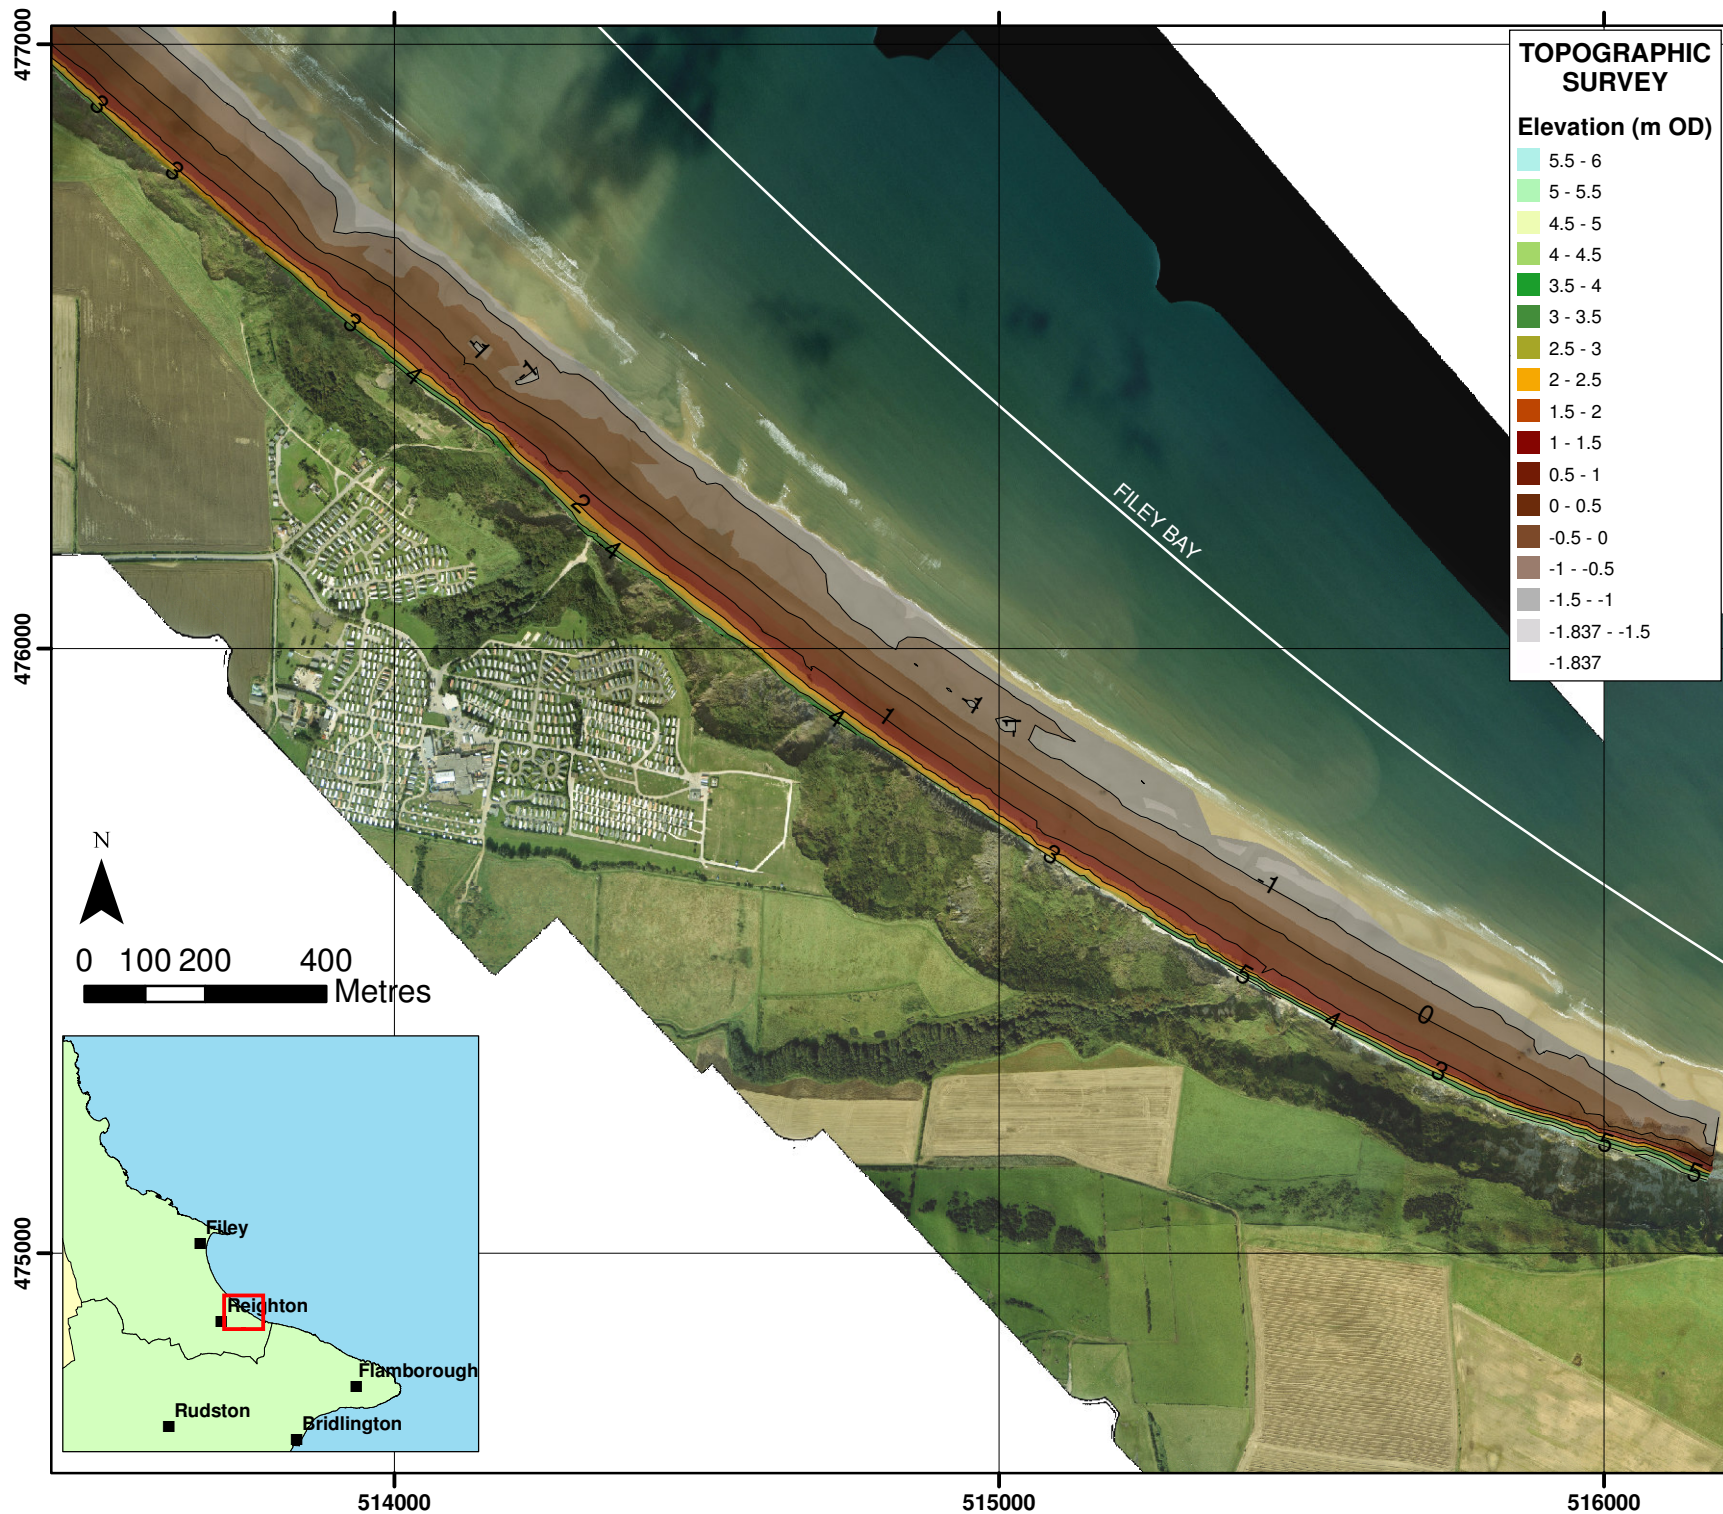 TOPOGRAPHIC
SURVEY
Elevation (m OD)
5.5 - 6
5 - 5.5
4.5 - 5
4 - 4.5
3.5 - 4
3 - 3.5
2.5 - 3
2 - 2.5
1.5 - 2
1 - 1.5
0.5 - 1
0 - 0.5
-0.5 - 0
-1 - -0.5
-1.5 - -1
-1.837 - -1.5
-1.837
477000
476000
475000
3
3
3
4
-1
-1
2
4
FILEY BAY
4
1
-1
-1
3
-1
5
4
0
3
5
5
N
0 100 200 400
Metres
Filey
Reighton
Flamborough
Rudston
Bridlington
514000
515000
516000